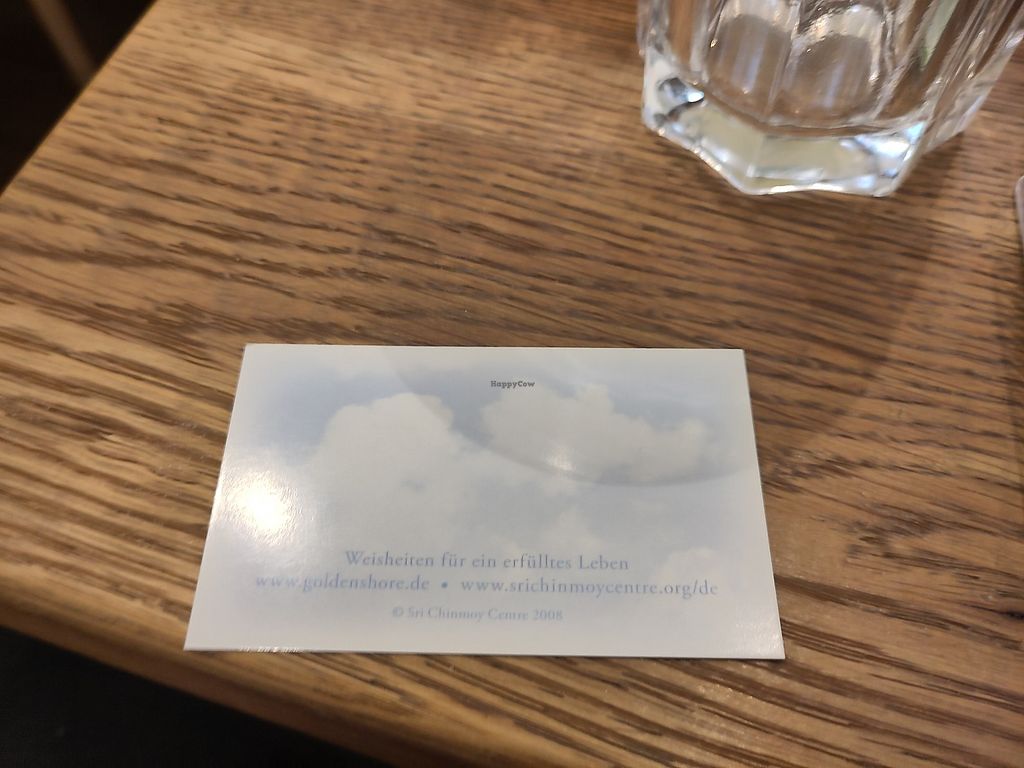 HappyCow
Weisheiten für ein erfülltes Leben
www.goldenshore.de • www.srichinmoycentre.org/de
© Sri Chinmoy Centre 2008